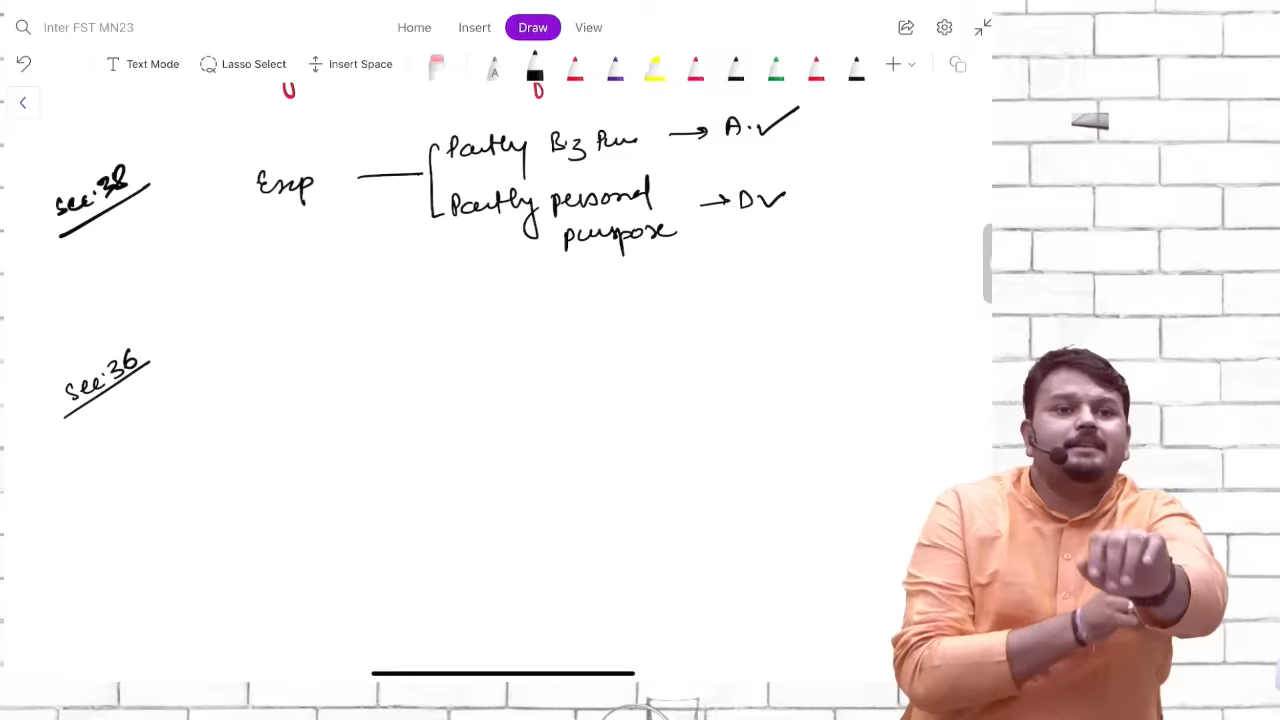 Inter FST MN23
Home Insert Draw View
Text Mode Lasso Select Insert Space
A
Sec:38
Exp
Partly Biz Pur → A.✓
Partly personal purpose → D✓
Sec:36